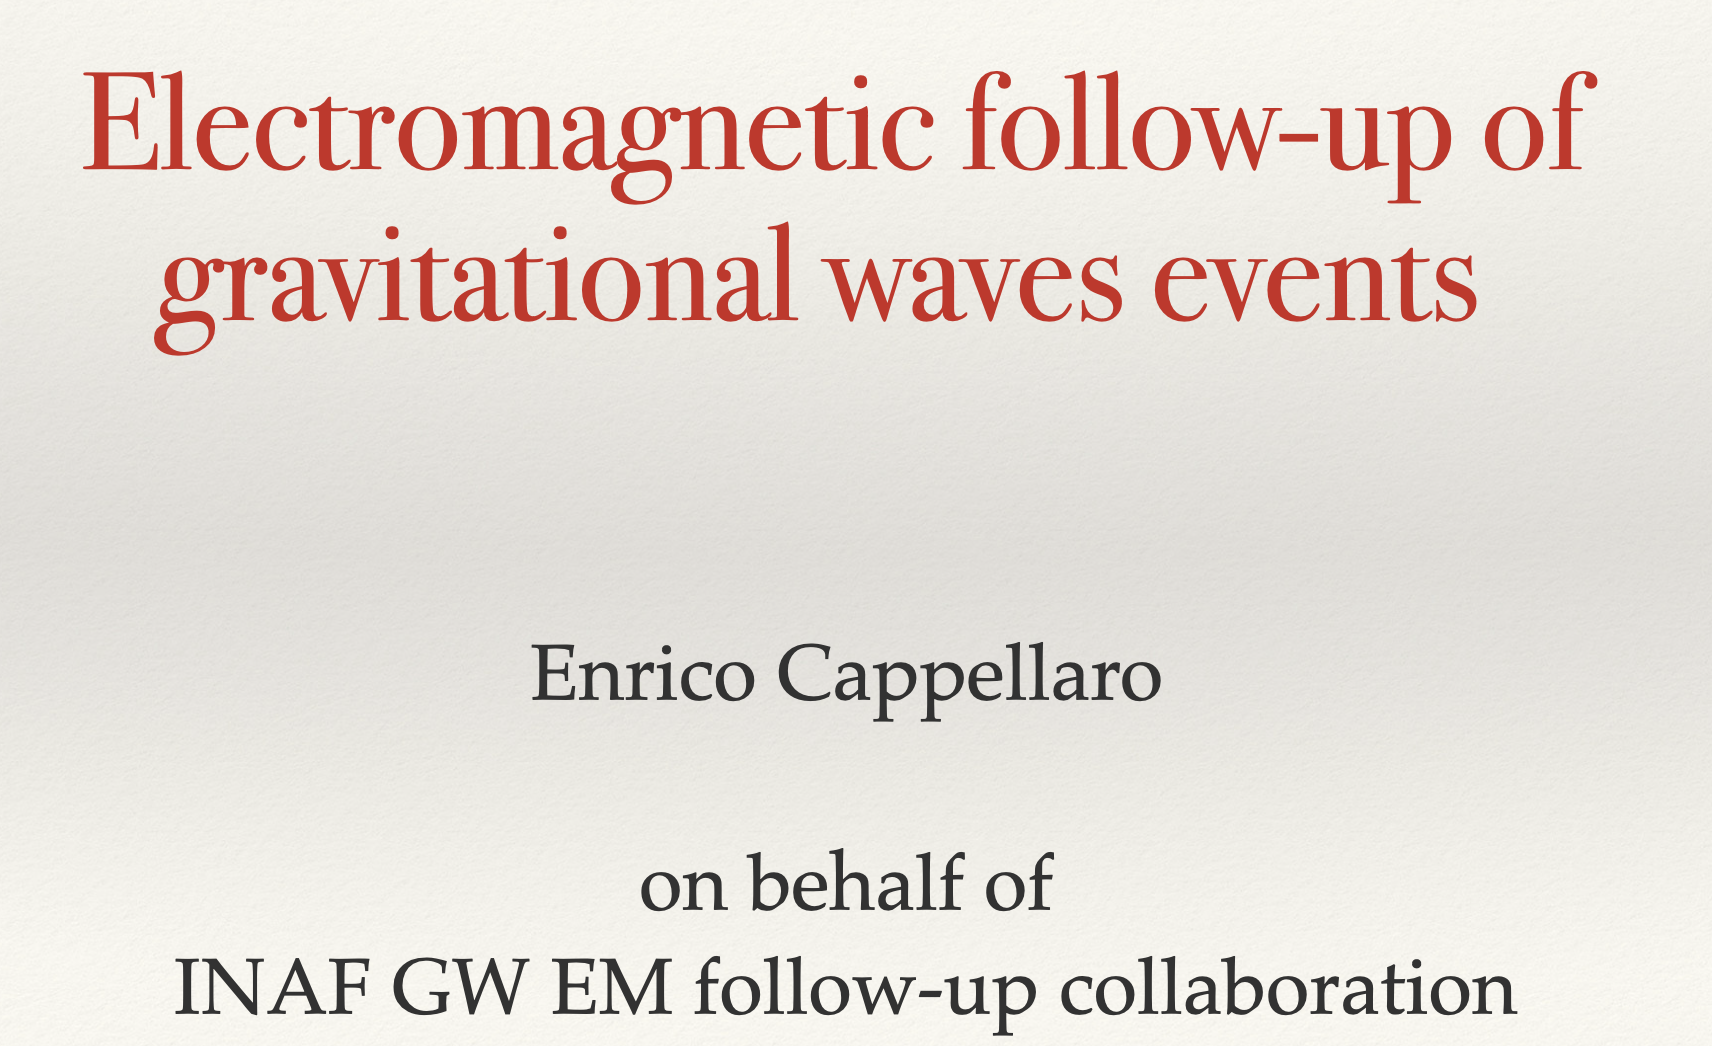 Electromagnetic follow-up of
gravitational waves events
Enrico Cappellaro
on behalf of
INAF GW EM follow-up collaboration